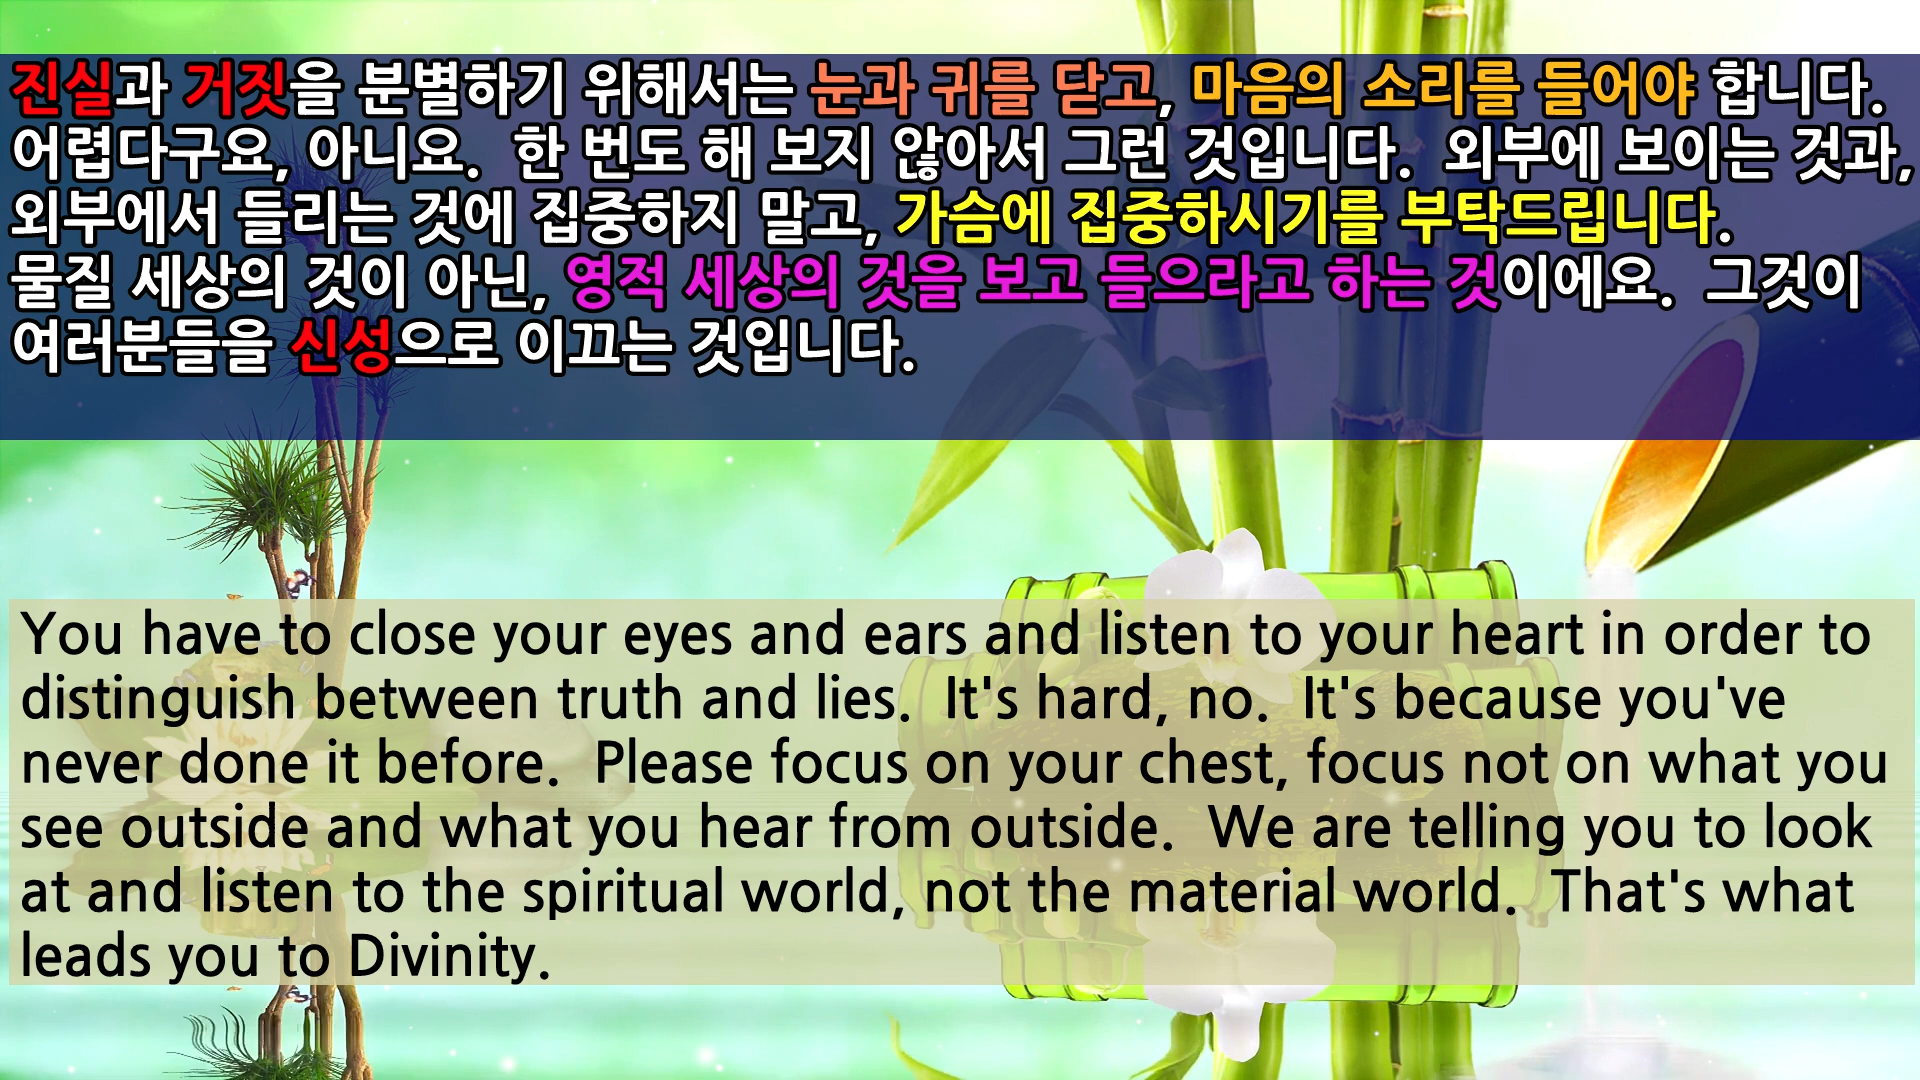 진실과 거짓을 분별하기 위해서는 눈과 귀를 닫고, 마음의 소리를 들어야 합니다.
어렵다구요, 아니요. 한 번도 해 보지 않아서 그런 것입니다. 외부에 보이는 것과,
외부에서 들리는 것에 집중하지 말고, 가슴에 집중하시기를 부탁드립니다.
물질 세상의 것이 아닌, 영적 세상의 것을 보고 들으라고 하는 것이에요. 그것이
여러분들을 신성으로 이끄는 것입니다.
You have to close your eyes and ears and listen to your heart in order to
distinguish between truth and lies. It's hard, no. It's because you've
never done it before. Please focus on your chest, focus not on what you
see outside and what you hear from outside. We are telling you to look
at and listen to the spiritual world, not the material world. That's what
leads you to Divinity.